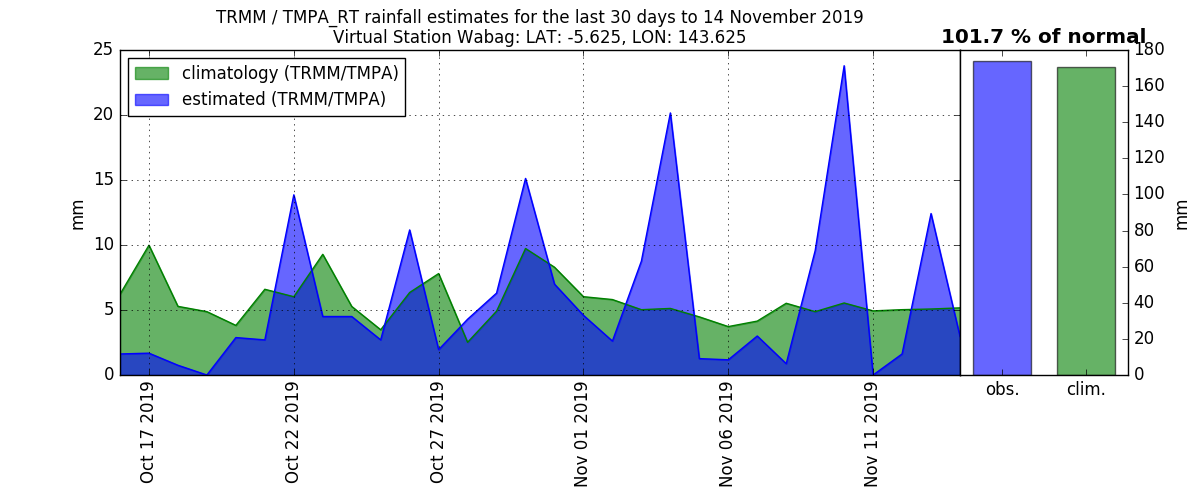 TRMM / TMPA_RT rainfall estimates for the last 30 days to 14 November 2019
Virtual Station Wabag: LAT: -5.625, LON: 143.625
101.7 % of normal
climatology (TRMM/TMPA)
estimated (TRMM/TMPA)
mm
25
20
15
10
5
0
Oct 17 2019
Oct 22 2019
Oct 27 2019
Nov 01 2019
Nov 06 2019
Nov 11 2019
obs.
clim.
180
160
140
120
100
80
60
40
20
0
mm